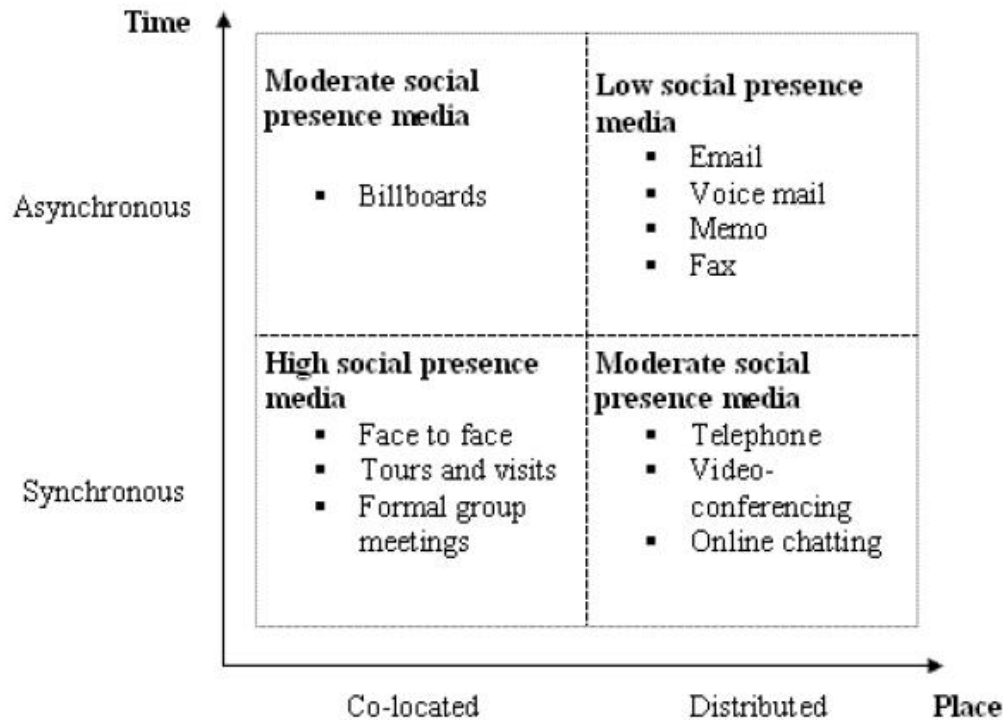 Time
Moderate social
presence media
▪ Billboards
Low social presence
media
▪ Email
▪ Voice mail
▪ Memo
▪ Fax
Asynchronous
High social presence
media
▪ Face to face
▪ Tours and visits
▪ Formal group
meetings
Moderate social
presence media
▪ Telephone
▪ Video-
conferencing
▪ Online chatting
Synchronous
Co-located
Distributed
Place